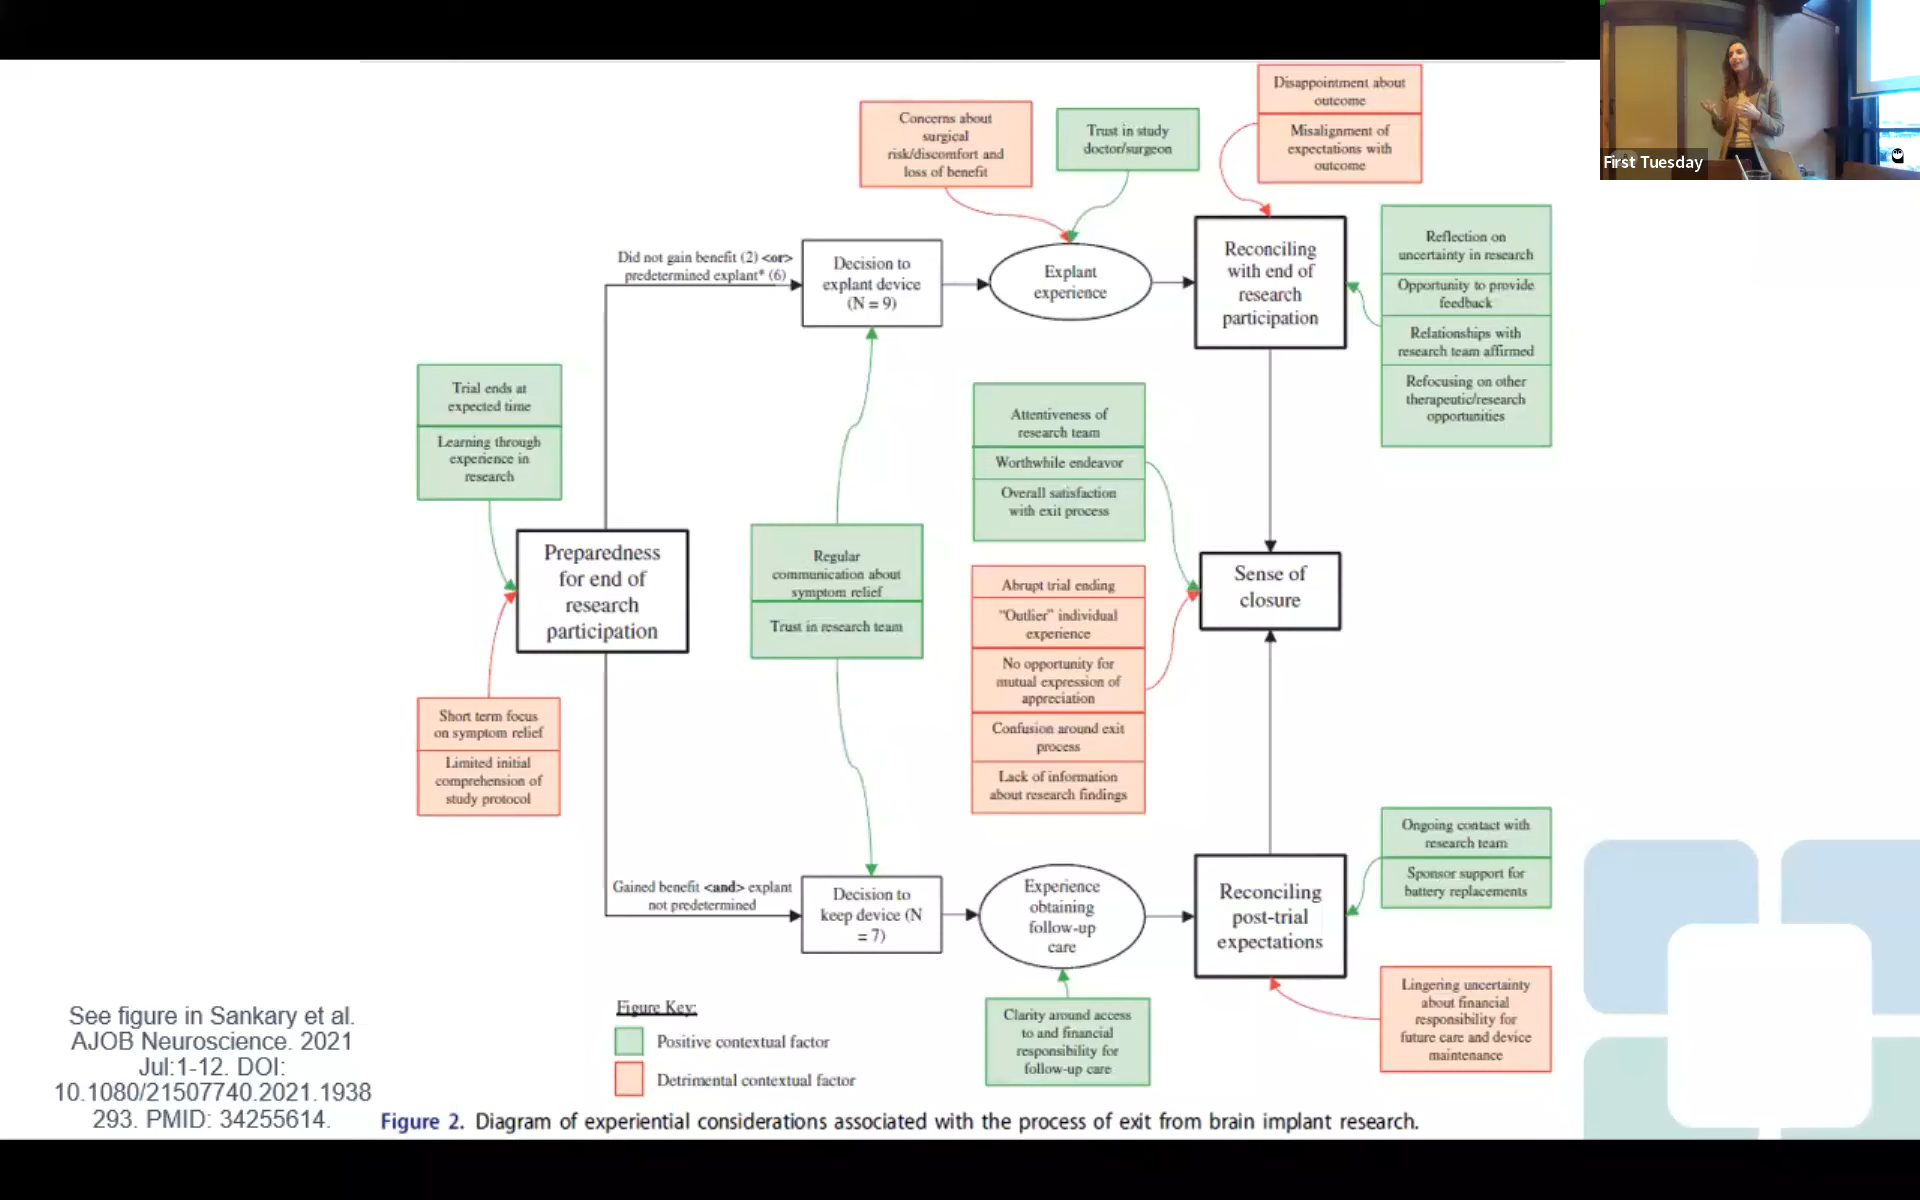 First Tuesday
Disappointment about
outcome
Misalignment of
expectations with
outcome
Concerns about
surgical
risk/discomfort and
loss of benefit
Trust in study
doctor/surgeon
Did not gain benefit (2) <or>
predetermined explant* (6)
Decision to
explant device
(N = 9)
Explant
experience
Reconciling
with end of
research
participation
Reflection on
uncertainty in research
Opportunity to provide
feedback
Relationships with
research team affirmed
Refocusing on other
therapeutic/research
opportunities
Trial ends at
expected time
Learning through
experience in
research
Attentiveness of
research team
Worthwhile endeavor
Overall satisfaction
with exit process
Preparedness
for end of
research
participation
Regular
communication about
symptom relief
Trust in research team
Abrupt trial ending
"Outlier" individual
experience
No opportunity for
mutual expression of
appreciation
Confusion around exit
process
Lack of information
about research findings
Sense of
closure
Short term focus
on symptom relief
Limited initial
comprehension of
study protocol
Gained benefit <and> explant
not predetermined
Decision to
keep device (N
= 7)
Experience
obtaining
follow-up
care
Reconciling
post-trial
expectations
Ongoing contact with
research team
Sponsor support for
battery replacements
Lingering uncertainty
about financial
responsibility for
future care and device
maintenance
Clarity around access
to and financial
responsibility for
follow-up care
Figure Key:
Positive contextual factor
Detrimental contextual factor
See figure in Sankary et al.
AJOB Neuroscience. 2021
Jul:1-12. DOI:
10.1080/21507740.2021.1938
293. PMID: 34255614.
Figure 2. Diagram of experiential considerations associated with the process of exit from brain implant research.